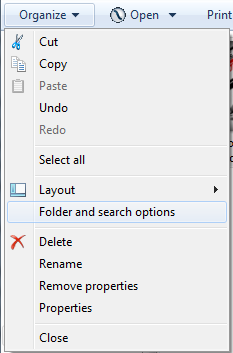 Organize Open Print
Cut
Copy
Paste
Undo
Redo
Select all
Layout
Folder and search options
Delete
Rename
Remove properties
Properties
Close